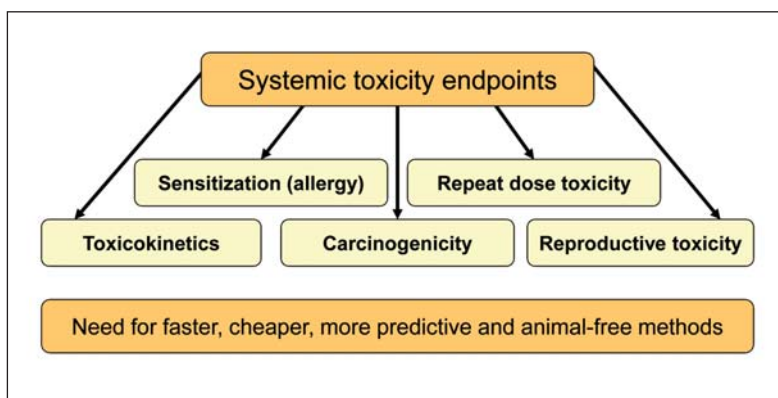 Systemic toxicity endpoints
Sensitization (allergy)
Repeat dose toxicity
Toxicokinetics
Carcinogenicity
Reproductive toxicity
Need for faster, cheaper, more predictive and animal-free methods